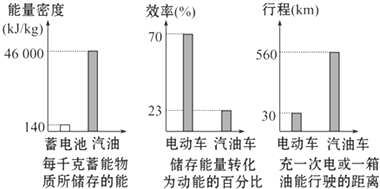 能量密度
(kJ/kg)
46 000
140
蓄电池 汽油
每千克蓄能物
质所储存的能
效率(%)
70
23
电动车 汽油车
储存能量转化
为动能的百分比
行程(km)
560
30
电动车 汽油车
充一次电或一箱
油能行驶的距离